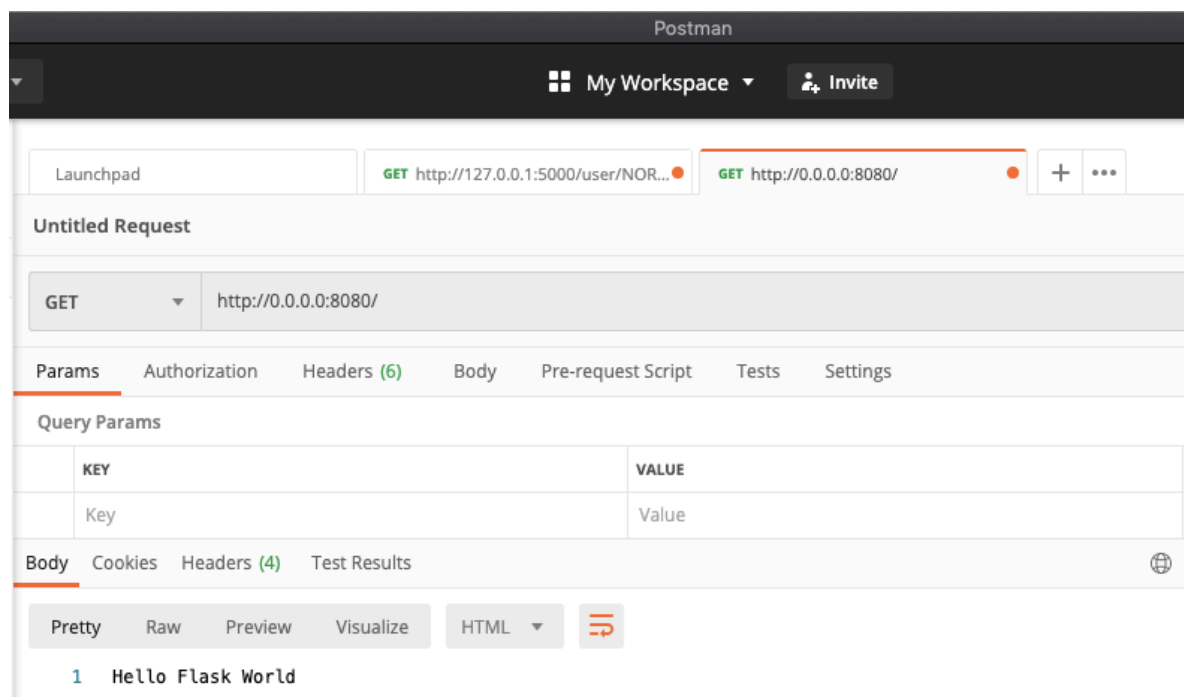 Postman
My Workspace Invite
Launchpad GET http://127.0.0.1:5000/user/NOR... GET http://0.0.0.0:8080/
Untitled Request
GET http://0.0.0.0:8080/
Params Authorization Headers (6) Body Pre-request Script Tests Settings
Query Params
KEY VALUE
Key Value
Body Cookies Headers (4) Test Results
Pretty Raw Preview Visualize HTML
1 Hello Flask World